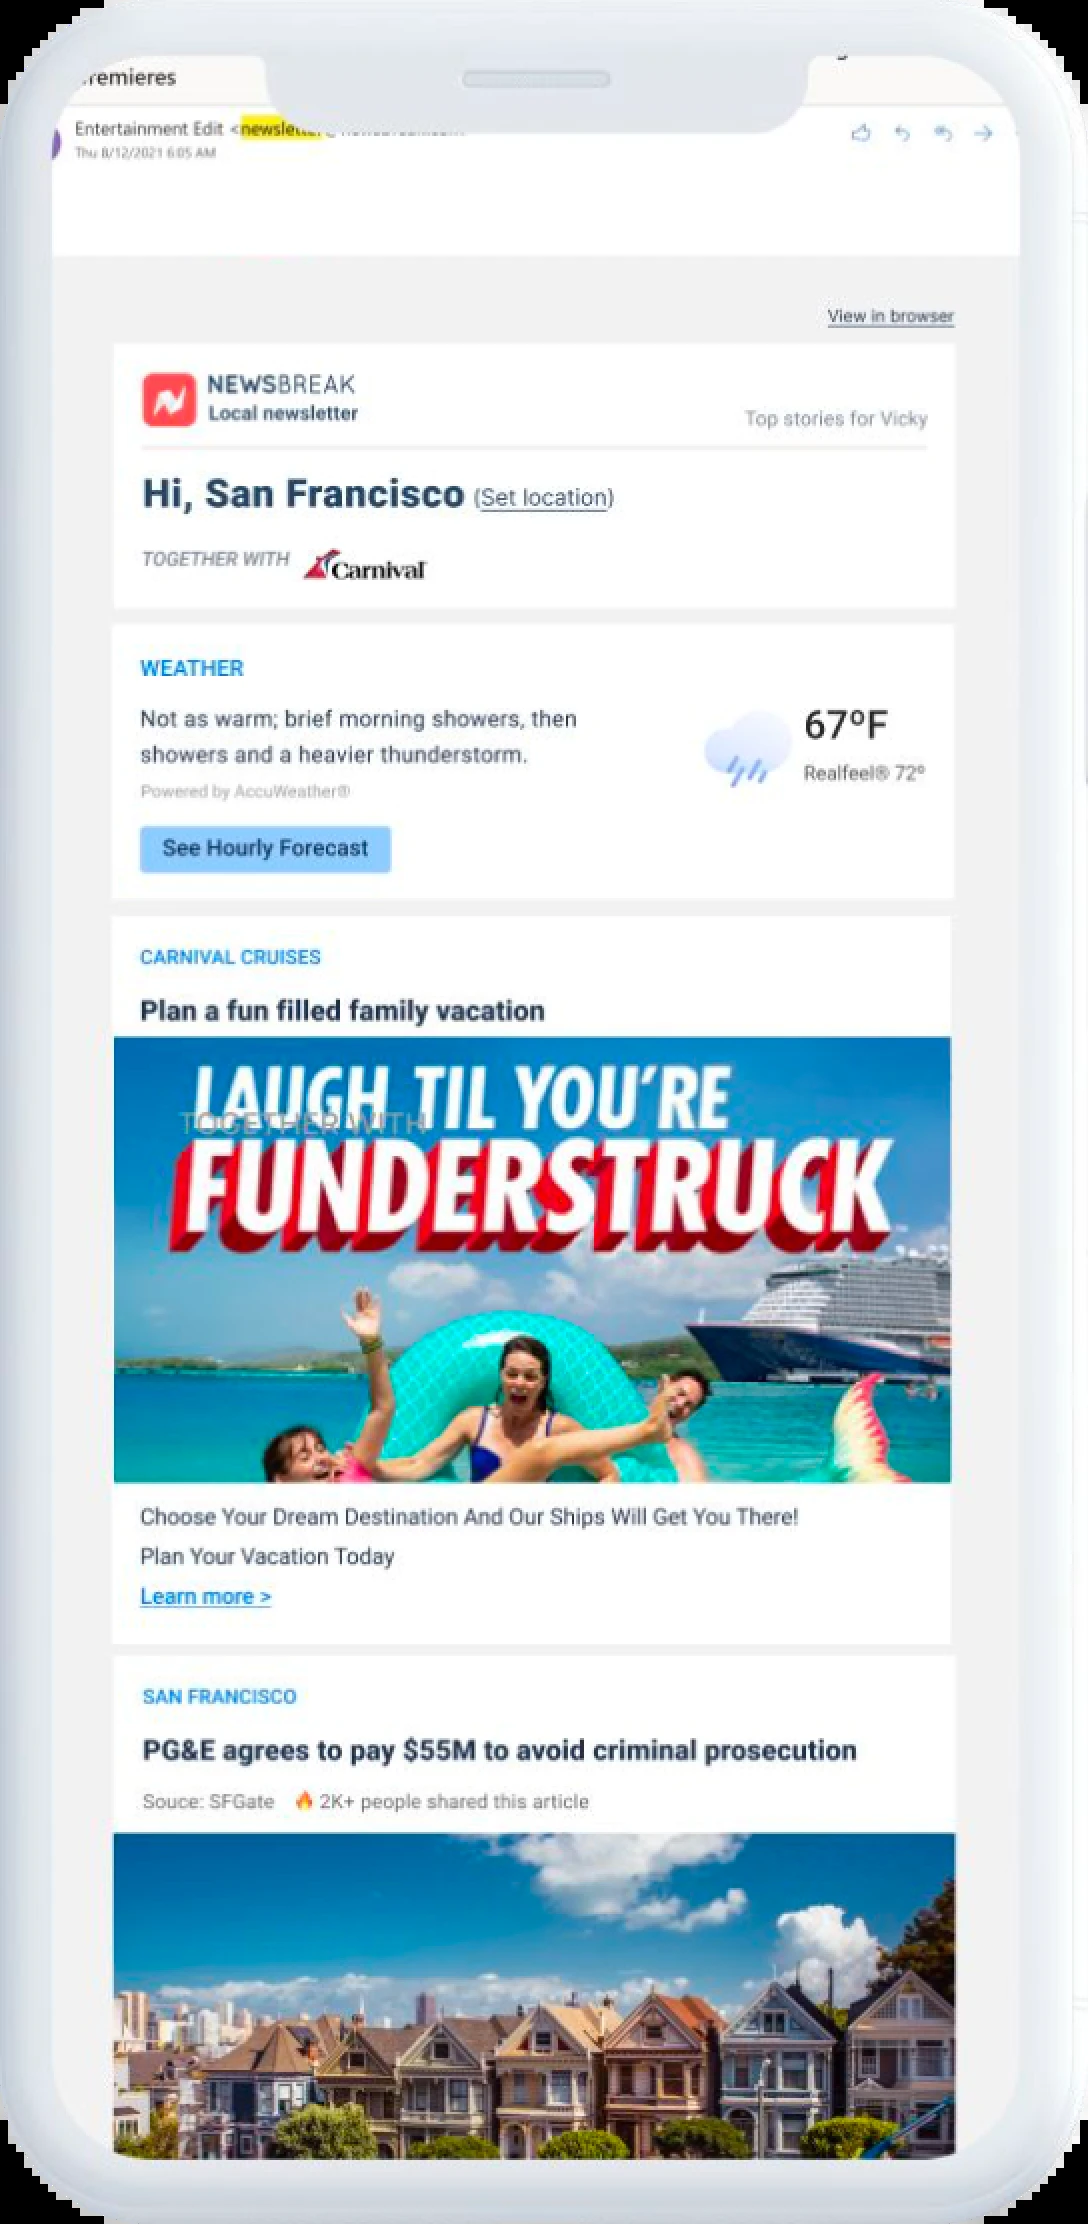 remieres
Entertainment Edit <newsletter
Thu 8/12/2021 6:05 AM
View in browser
NEWSBREAK
Local newsletter
Top stories for Vicky
Hi, San Francisco (Set location)
TOGETHER WITH Carnival
WEATHER
Not as warm; brief morning showers, then
showers and a heavier thunderstorm.
Powered by AccuWeather®
67°F
Realfeel® 72°
See Hourly Forecast
CARNIVAL CRUISES
Plan a fun filled family vacation
LAUGH TIL YOU'RE
TOGETHER WITH
FUNDERSTRUCK
Choose Your Dream Destination And Our Ships Will Get You There!
Plan Your Vacation Today
Learn more >
SAN FRANCISCO
PG&E agrees to pay $55M to avoid criminal prosecution
Souce: SFGate 🔥 2K+ people shared this article